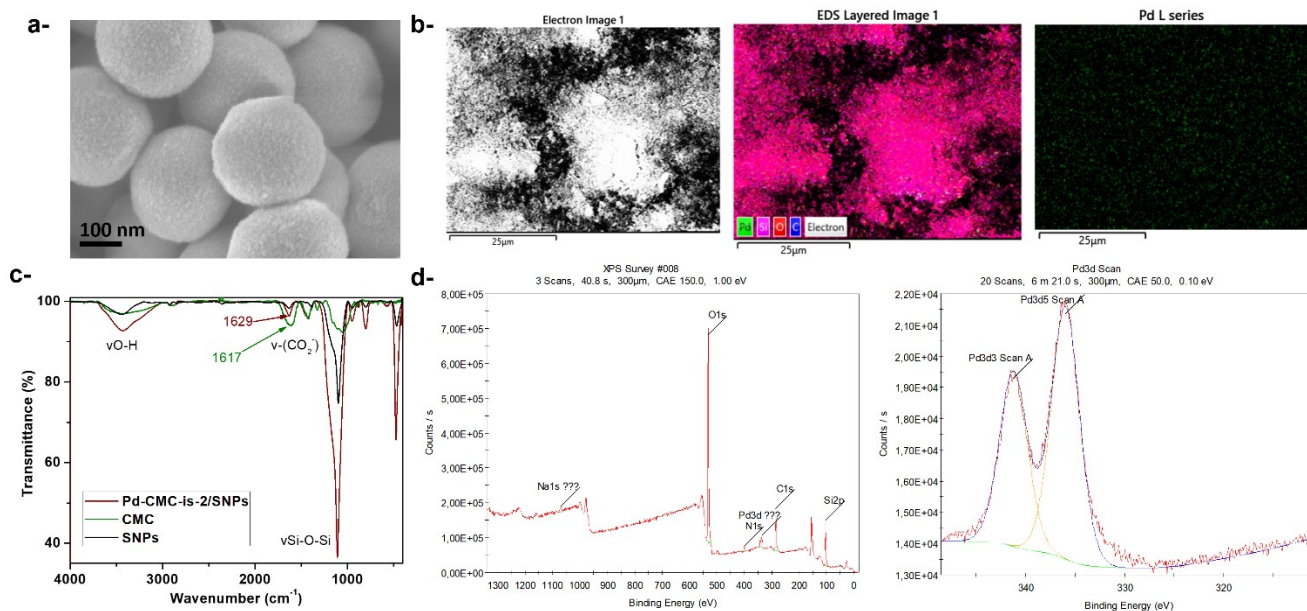 a-
100 nm
b-
Electron Image 1
25µm
EDS Layered Image 1
Pd Si O C Electron
25µm
Pd L series
25µm
c-
100
80
60
40
Transmittance (%)
1629
1617
νO-H
ν-(CO₂⁻)
νSi-O-Si
Pd-CMC-is-2/SNPs
CMC
SNPs
4000 3000 2000 1000
Wavenumber (cm⁻¹)
d-
XPS Survey #008
3 Scans, 40.8 s, 300µm, CAE 150.0, 1.00 eV
8,00E+05
7,00E+05
6,00E+05
5,00E+05
4,00E+05
3,00E+05
2,00E+05
1,00E+05
0,00E+00
Counts / s
O1s
Na1s ???
C1s
Pd3d ???
Si2p
N1s
1300 1200 1100 1000 900 800 700 600 500 400 300 200 100 0
Binding Energy (eV)
Pd3d Scan
20 Scans, 6 m 21.0 s, 300µm, CAE 50.0, 0.10 eV
2,20E+04
2,10E+04
2,00E+04
1,90E+04
1,80E+04
1,70E+04
1,60E+04
1,50E+04
1,40E+04
1,30E+04
Counts / s
Pd3d5 Scan A
Pd3d3 Scan A
340 330 320
Binding Energy (eV)